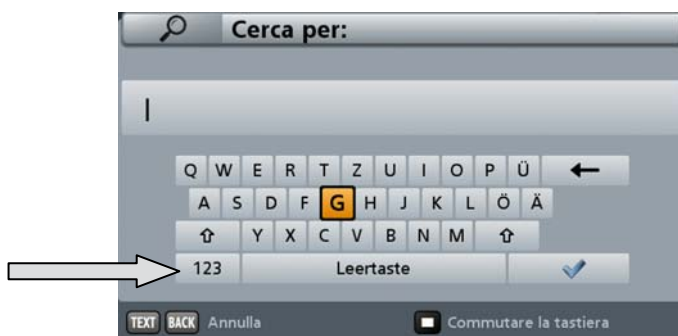 Cerca per:
Q W E R T Z U I O P Ü
A S D F G H J K L Ö Ä
Y X C V B N M
123 Leertaste
TEXT BACK Annulla Commutare la tastiera